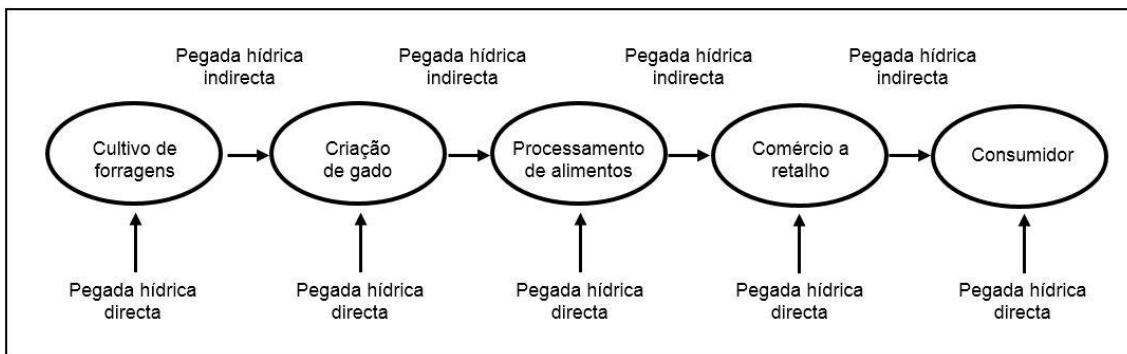 Pegada hídrica
indirecta
Pegada hídrica
indirecta
Pegada hídrica
indirecta
Pegada hídrica
indirecta
Cultivo de
forragens
Criação
de gado
Processamento
de alimentos
Comércio a
retalho
Consumidor
Pegada hídrica
directa
Pegada hídrica
directa
Pegada hídrica
directa
Pegada hídrica
directa
Pegada hídrica
directa